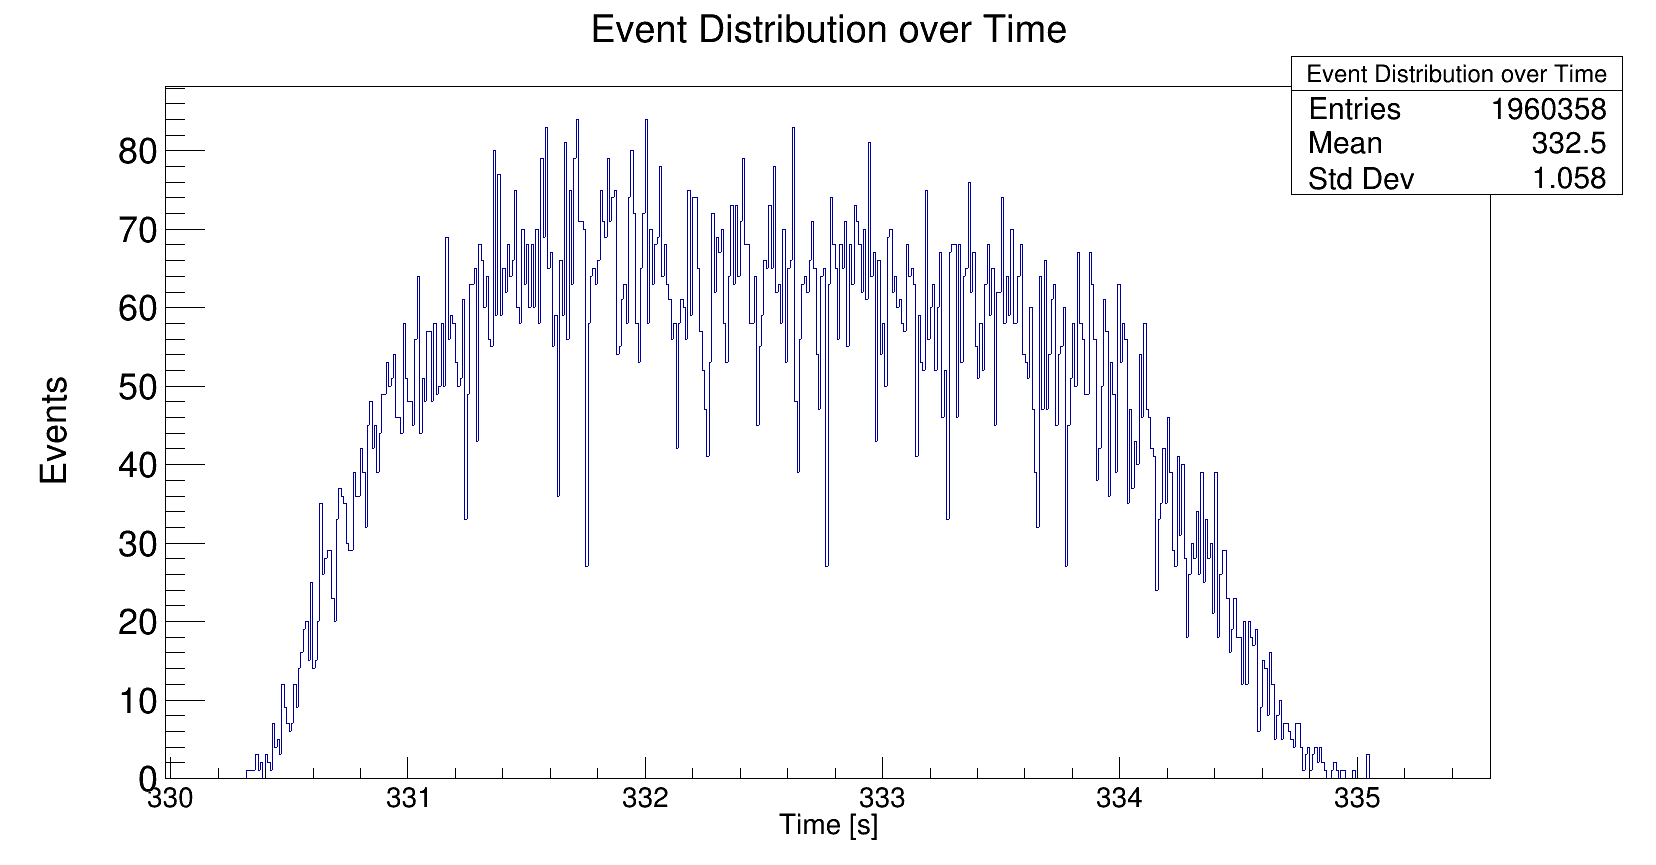 Event Distribution over Time
Event Distribution over Time
Entries 1960358
Mean 332.5
Std Dev 1.058
80
70
60
50
40
30
20
10
0
Events
330 331 332 333 334 335
Time [s]